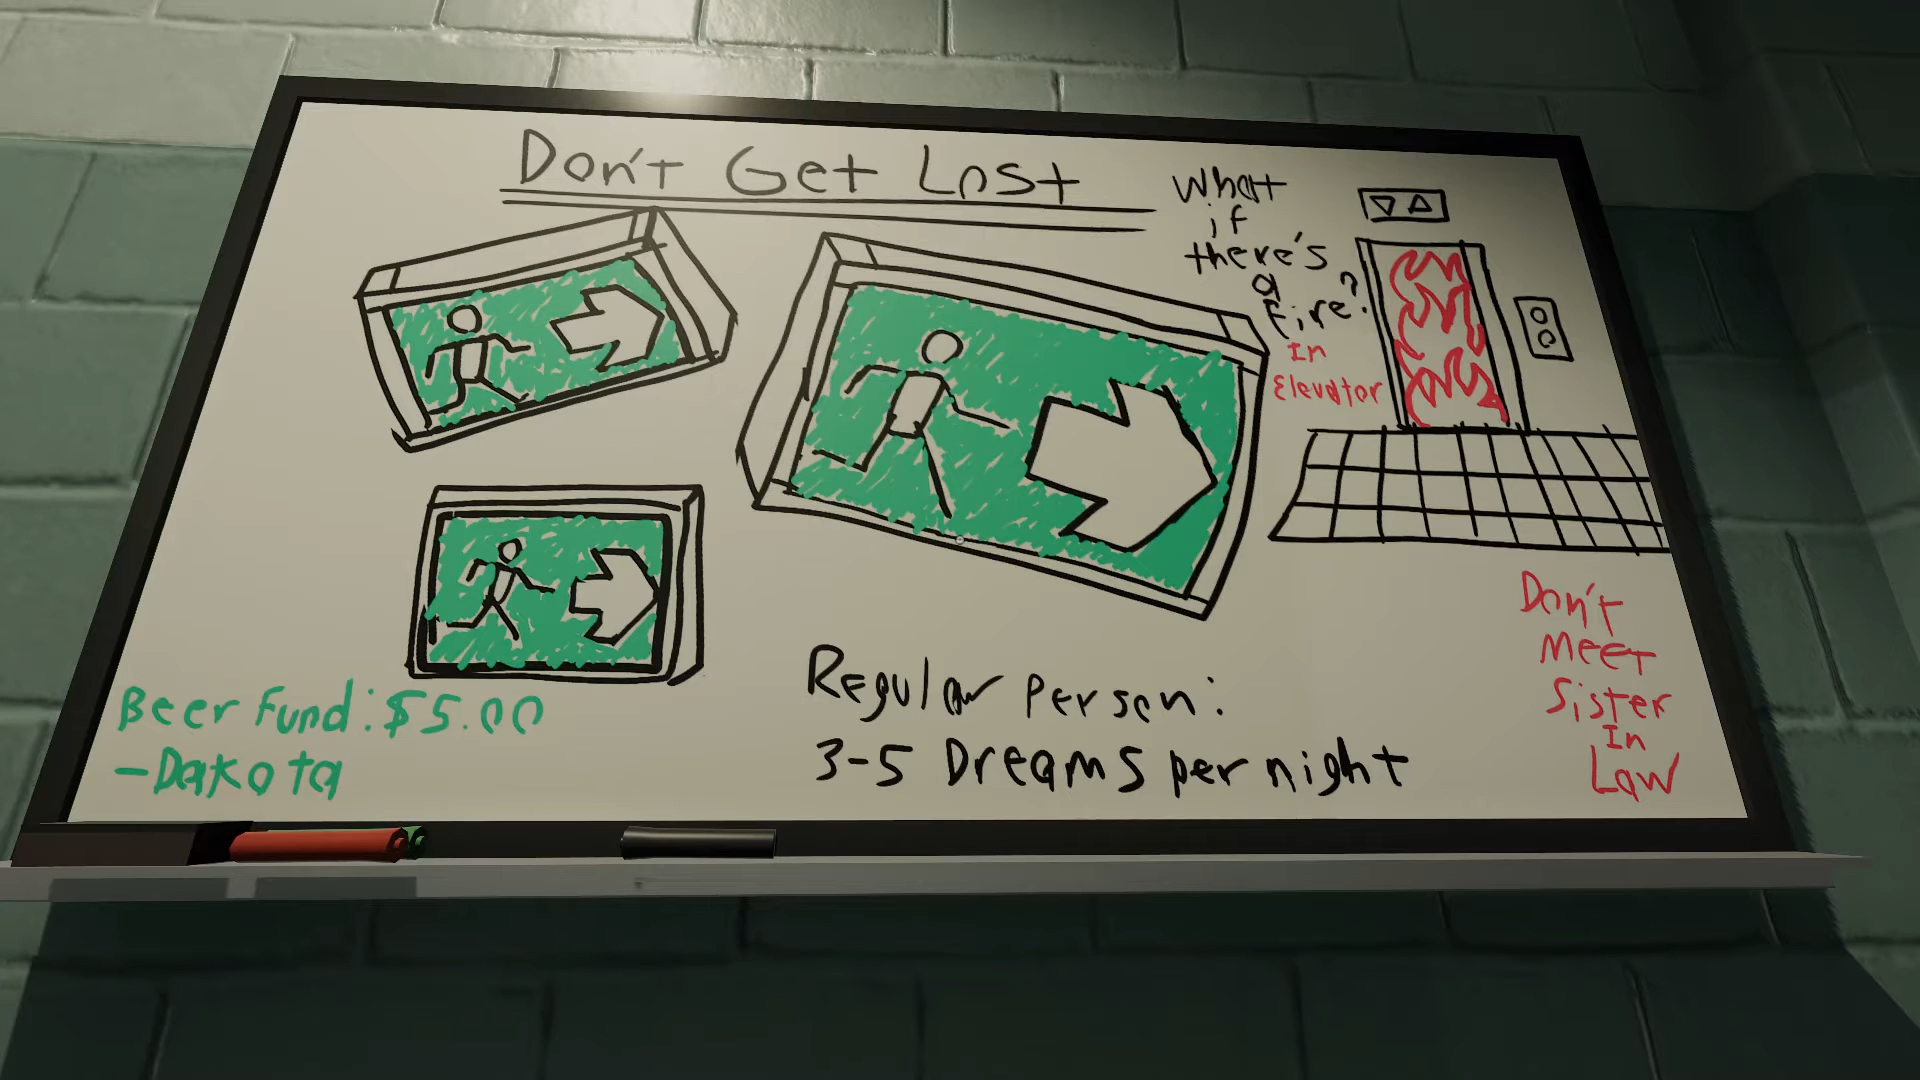 Don't Get Lost
What
if
there's
a
fire?
In
Elevator
Beer Fund: $5.00
-Dakota
Regular Person:
3-5 Dreams per night
Don't
Meet
Sister
In
Law